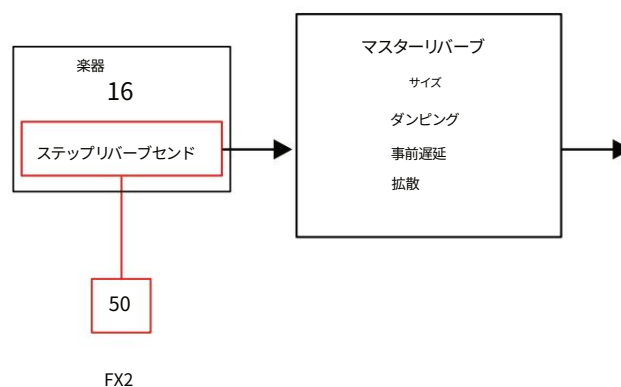 楽器
16
ステップリバーブセンド
マスターリバーブ
サイズ
ダンピング
事前遅延
拡散
50
FX2